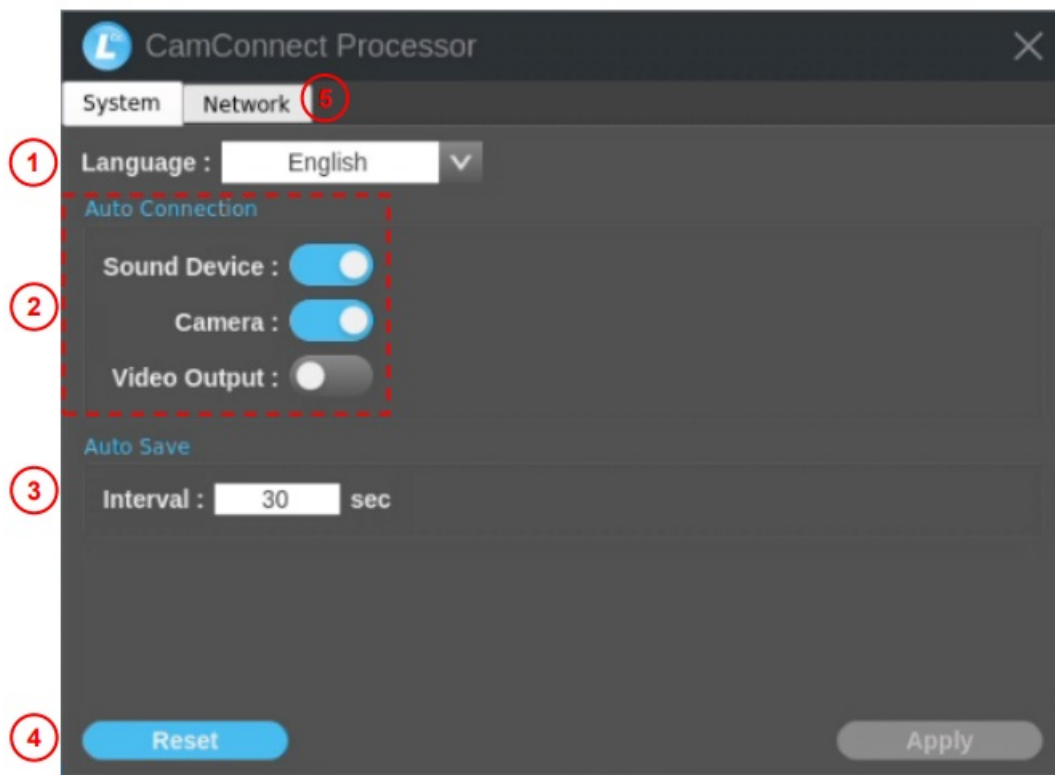 L CC CamConnect Processor
System Network 5
1 Language : English
Auto Connection
Sound Device :
2 Camera :
Video Output :
Auto Save
3 Interval : 30 sec
4 Reset Apply